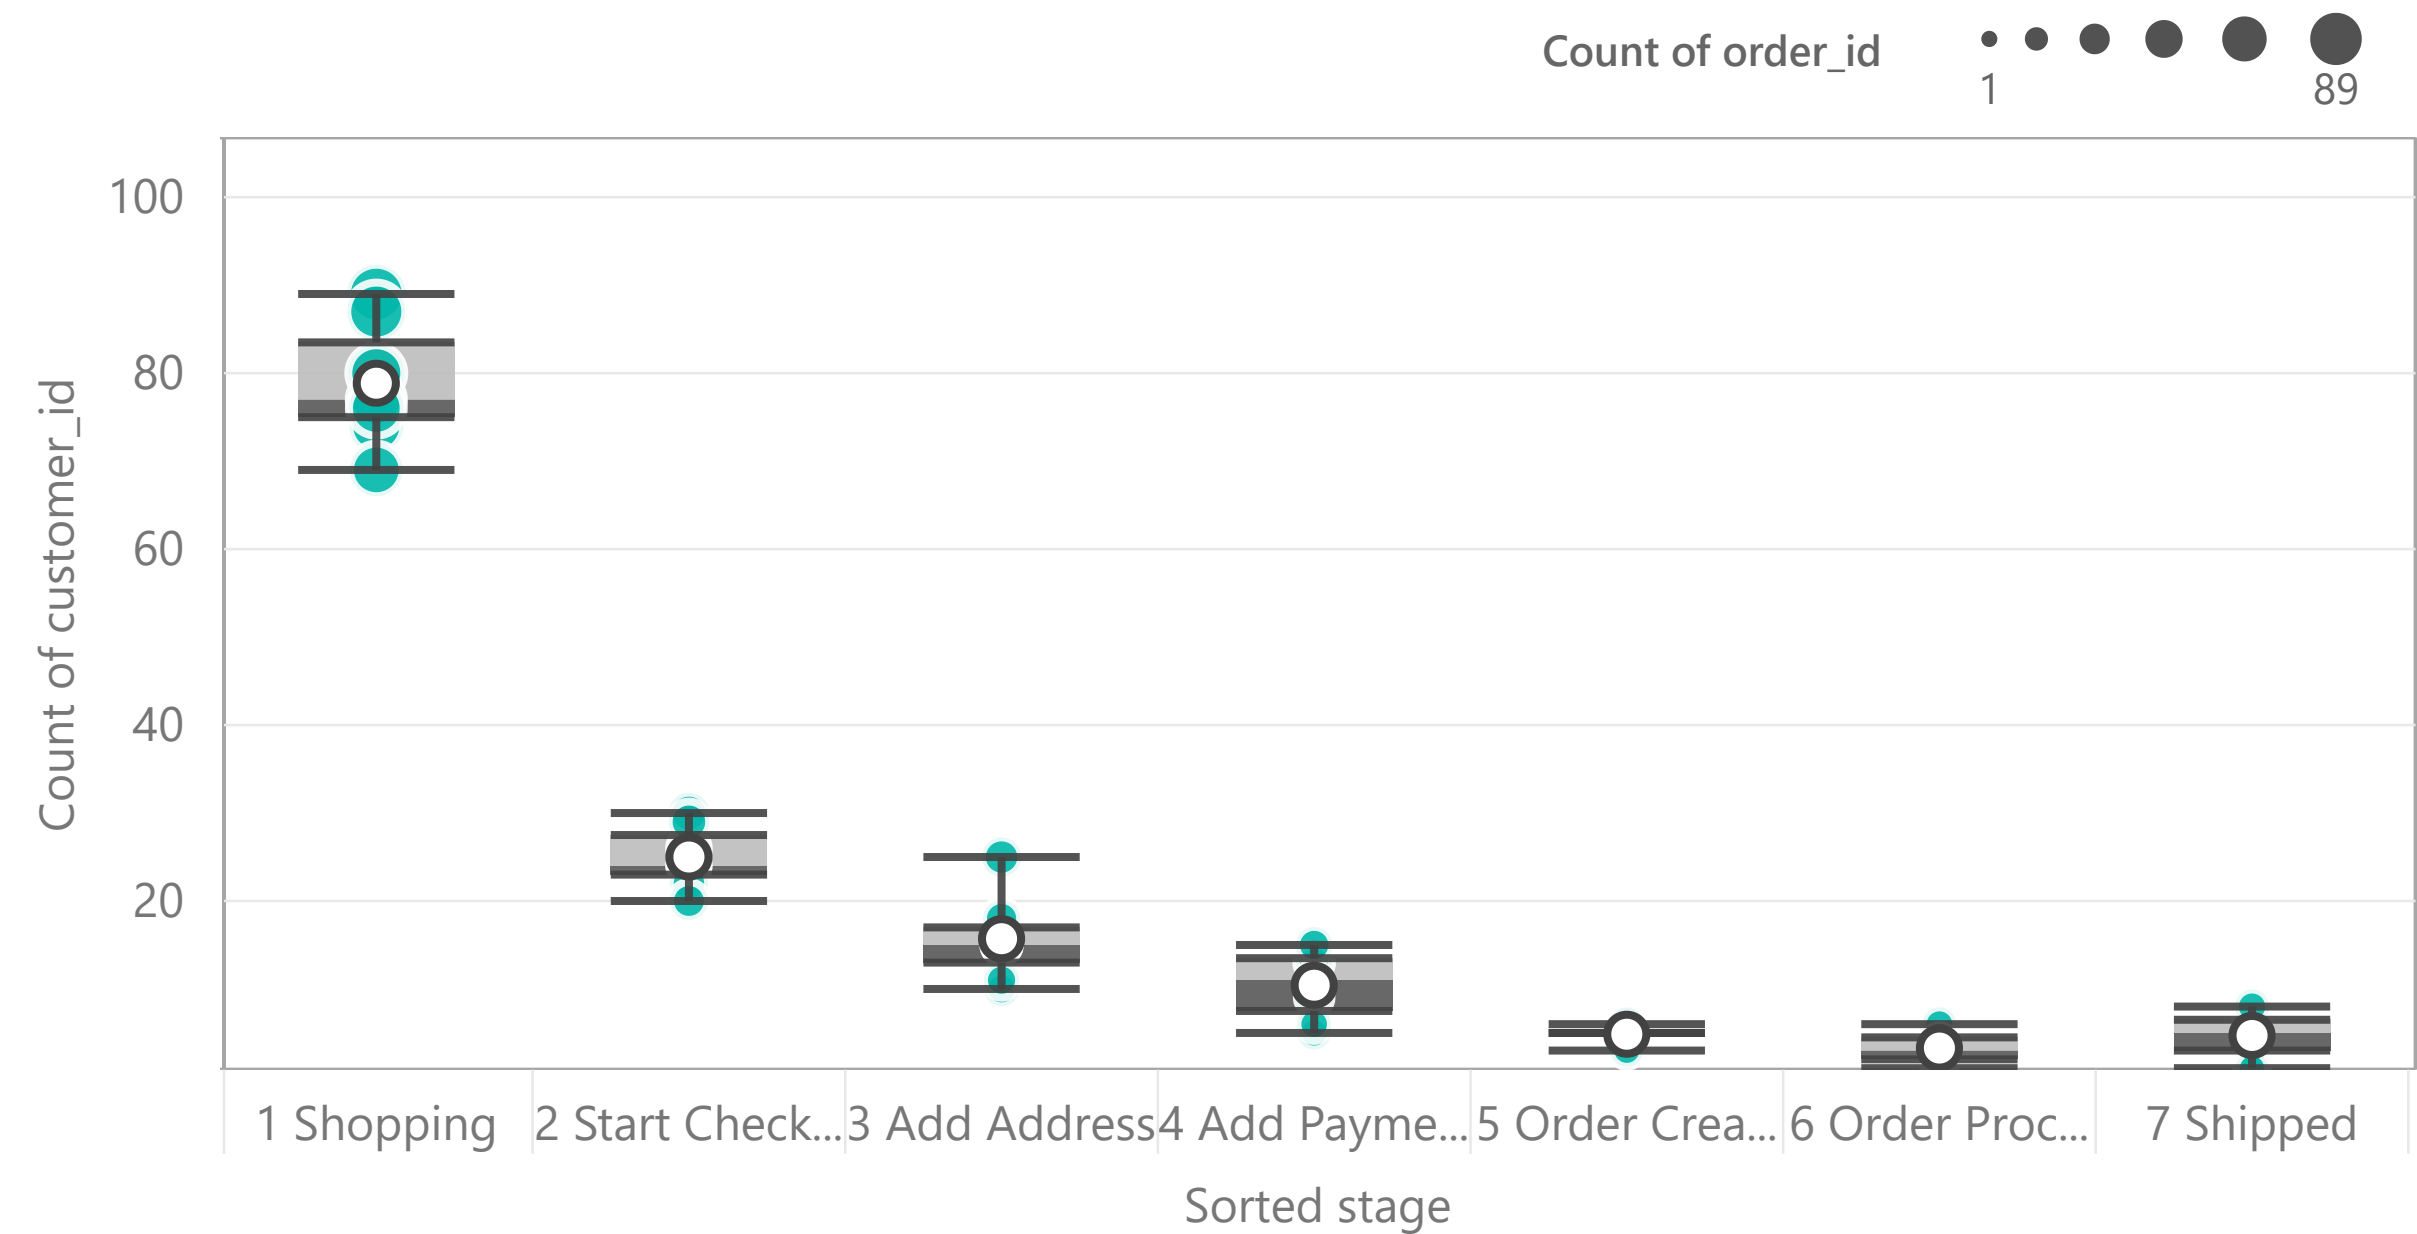 Count of order_id
1
89
Count of customer_id
100
80
60
40
20
1 Shopping
2 Start Check...
3 Add Address
4 Add Payme...
5 Order Crea...
6 Order Proc...
7 Shipped
Sorted stage